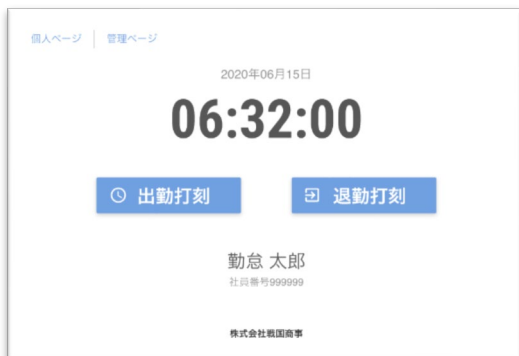 個人ページ 管理ページ
2020年06月15日
06:32:00
出勤打刻 退勤打刻
勤怠 太郎
社員番号999999
株式会社戦国商事